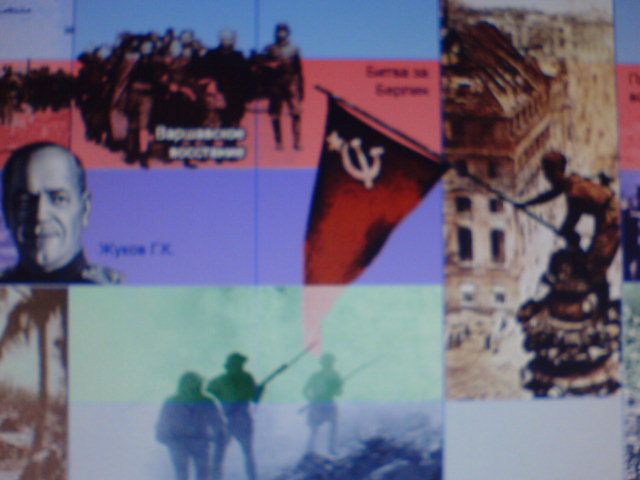 Битва за
Берлин
Варшавское
восстание
Жуков Г.К.